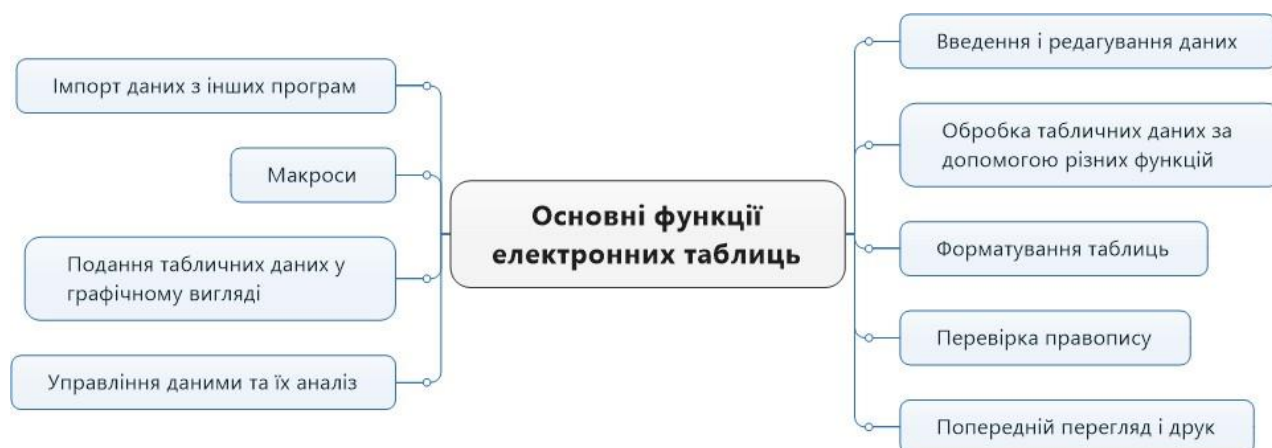 Основні функції
електронних таблиць
Введення і редагування даних
Обробка табличних даних за
допомогою різних функцій
Форматування таблиць
Перевірка правопису
Попередній перегляд і друк
Імпорт даних з інших програм
Макроси
Подання табличних даних у
графічному вигляді
Управління даними та їх аналіз